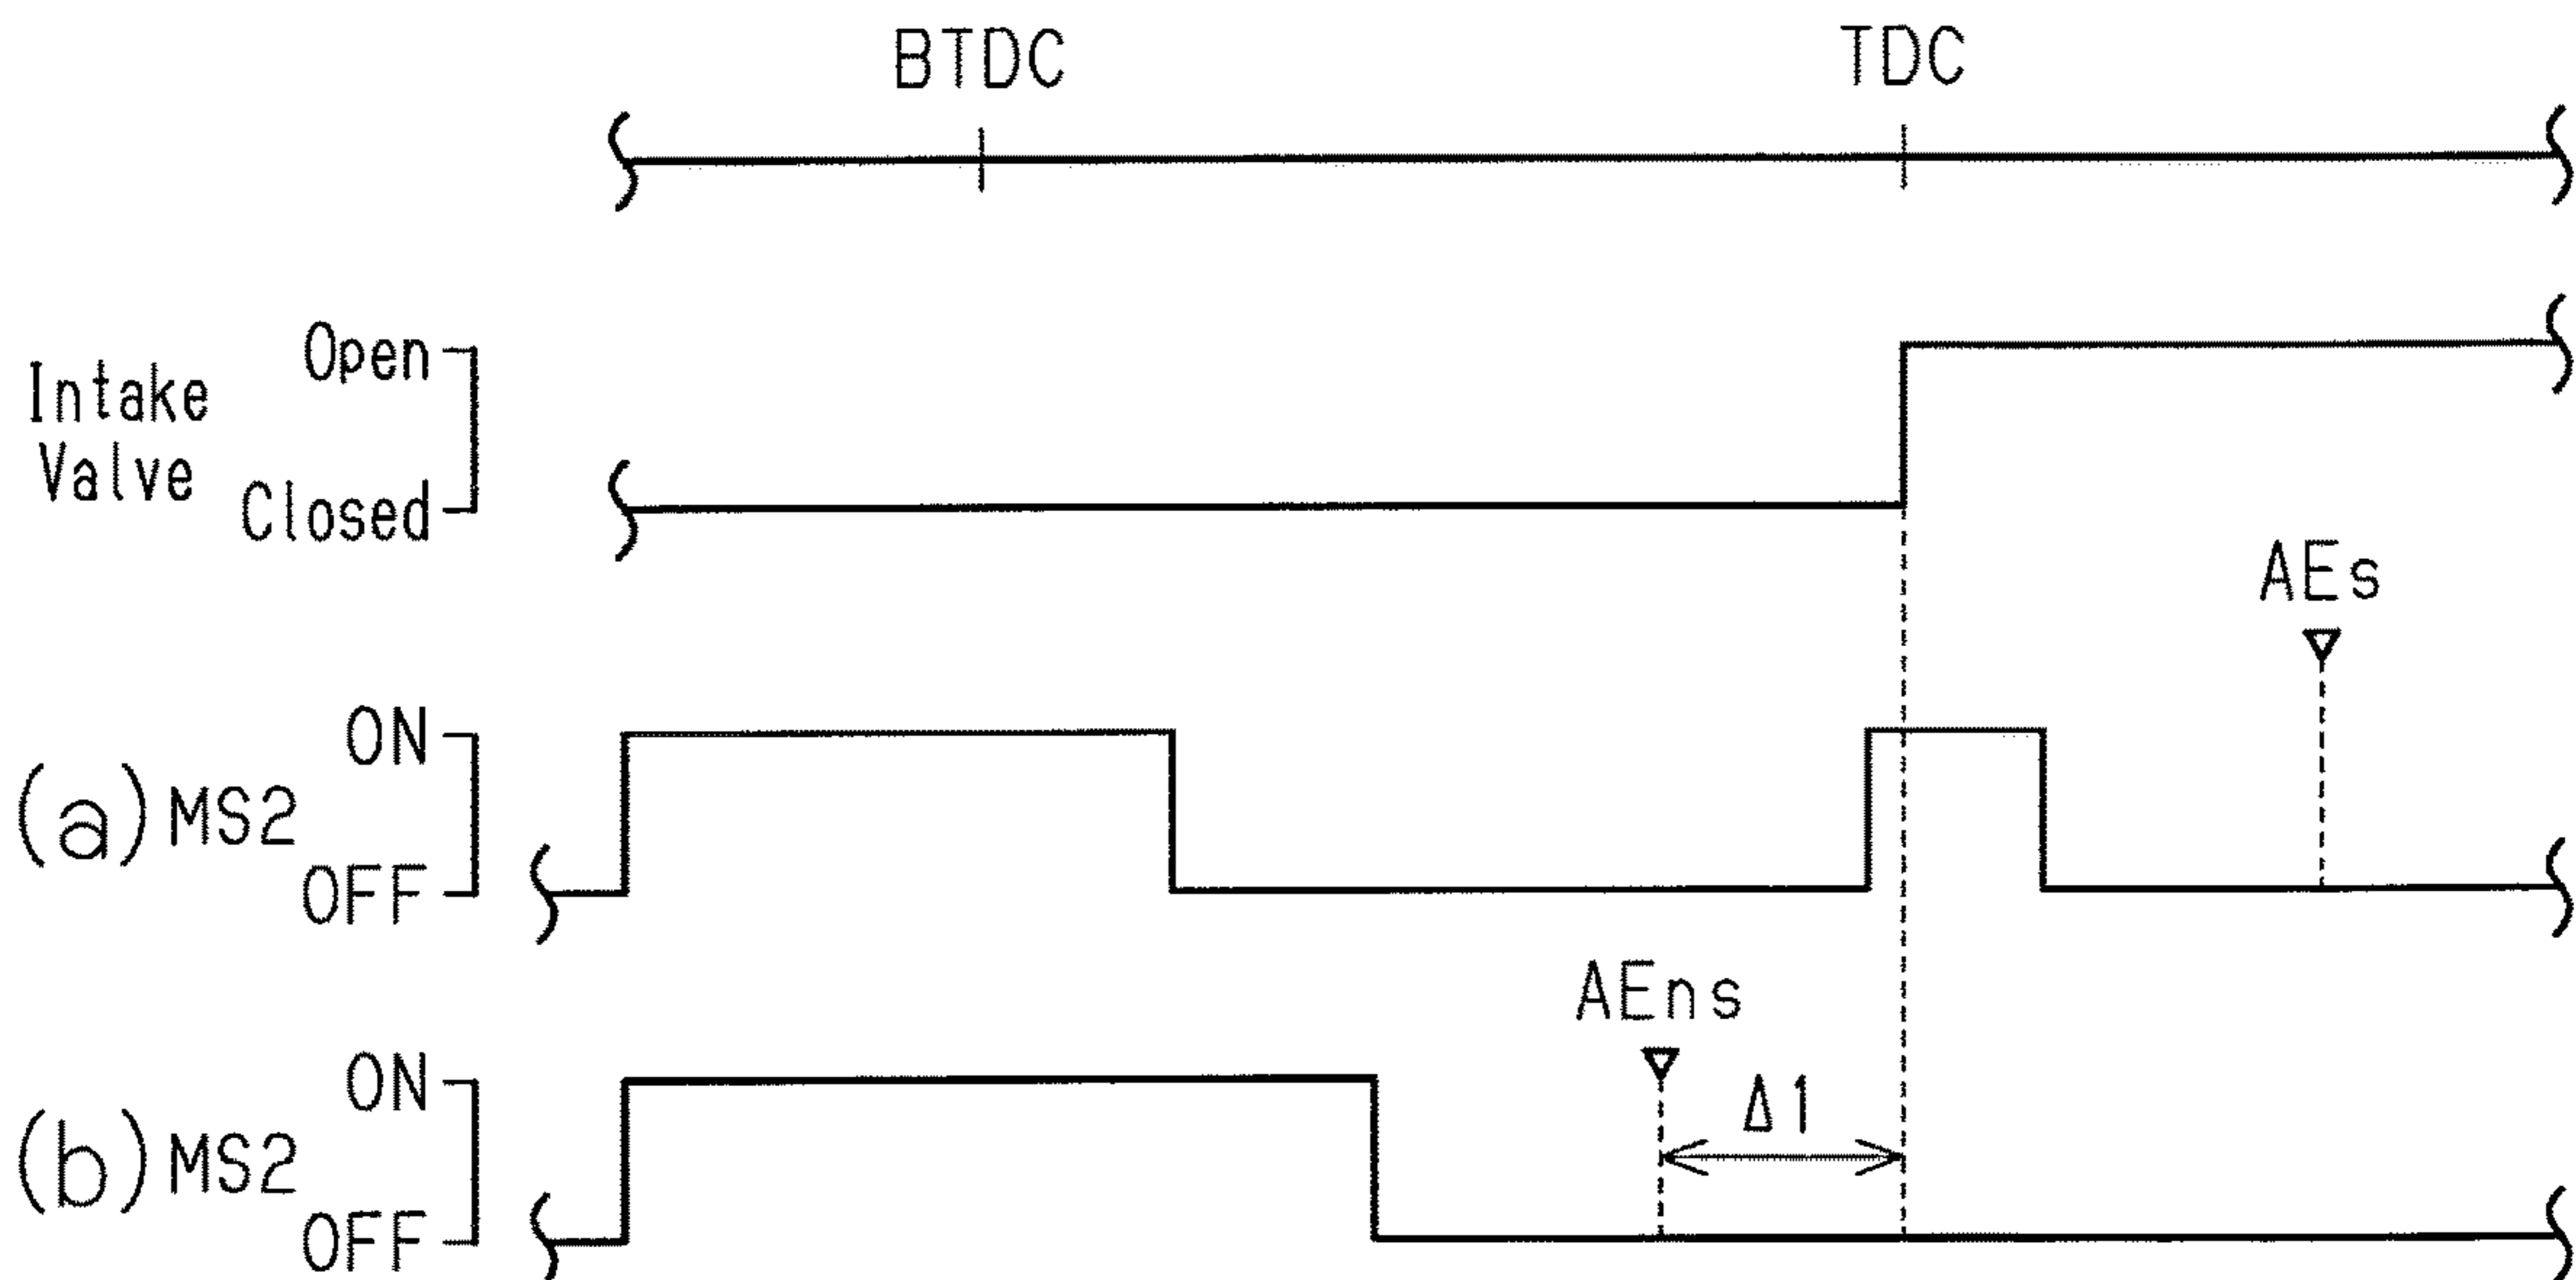 BTDC TDC
Open
Intake
Valve
Closed
AEs
ON
(a) MS2
OFF
AEns
ON
Δ1
(b) MS2
OFF